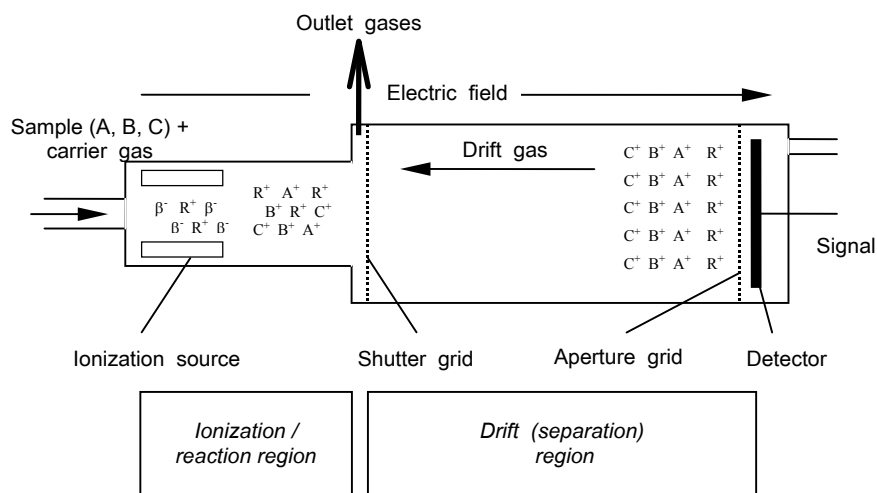 Outlet gases
Electric field
Sample (A, B, C) +
carrier gas
Drift gas
C⁺ B⁺ A⁺ R⁺
C⁺ B⁺ A⁺ R⁺
C⁺ B⁺ A⁺ R⁺
C⁺ B⁺ A⁺ R⁺
C⁺ B⁺ A⁺ R⁺
R⁺ A⁺ R⁺
B⁺ R⁺ C⁺
C⁺ B⁺ A⁺
β⁻ R⁺ β⁻
β⁻ R⁺ β⁻
Signal
Ionization source
Shutter grid
Aperture grid
Detector
Ionization /
reaction region
Drift (separation)
region